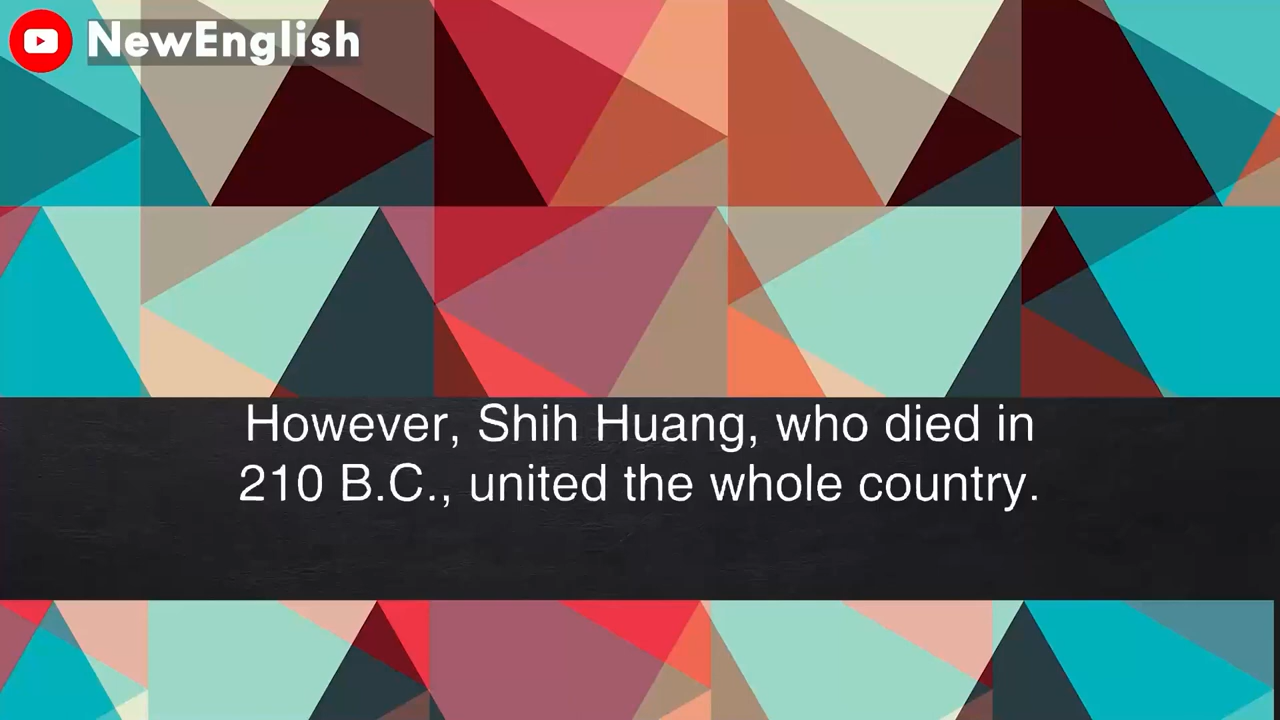 NewEnglish
However, Shih Huang, who died in
210 B.C., united the whole country.